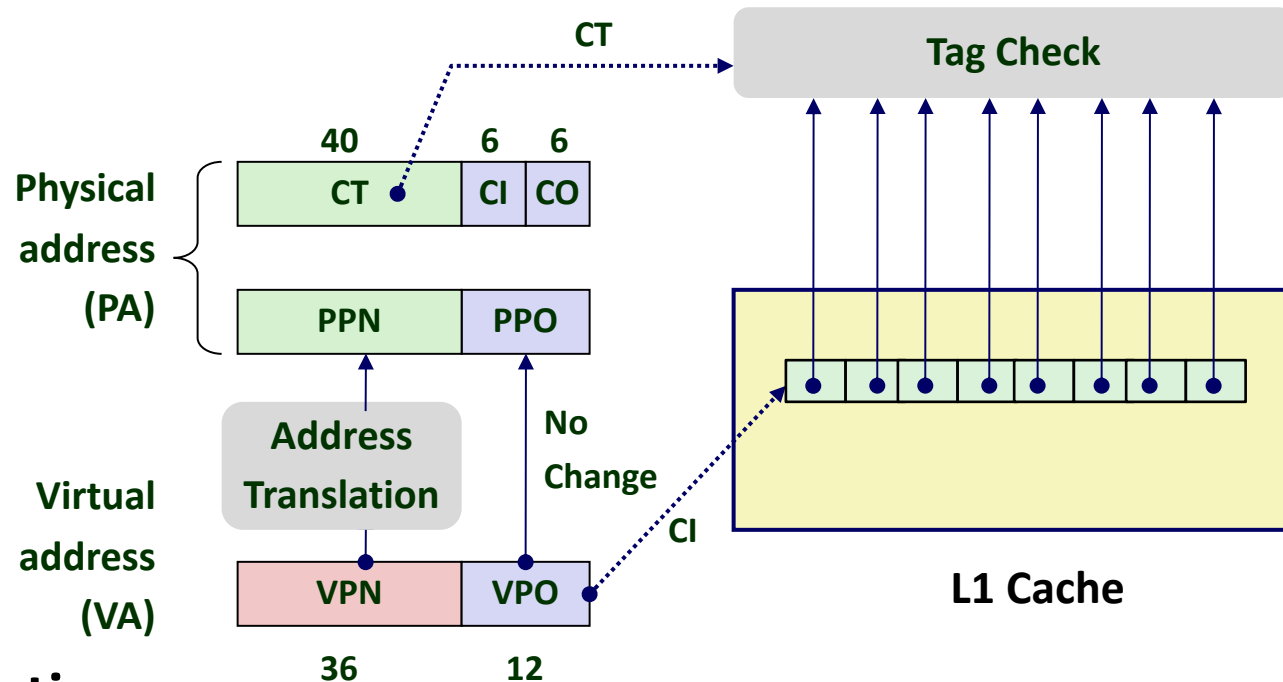 CT
Tag Check
40
6
6
Physical
address
(PA)
CT
CI
CO
PPN
PPO
Address
Translation
No
Change
Virtual
address
(VA)
CI
VPN
VPO
L1 Cache
36
12